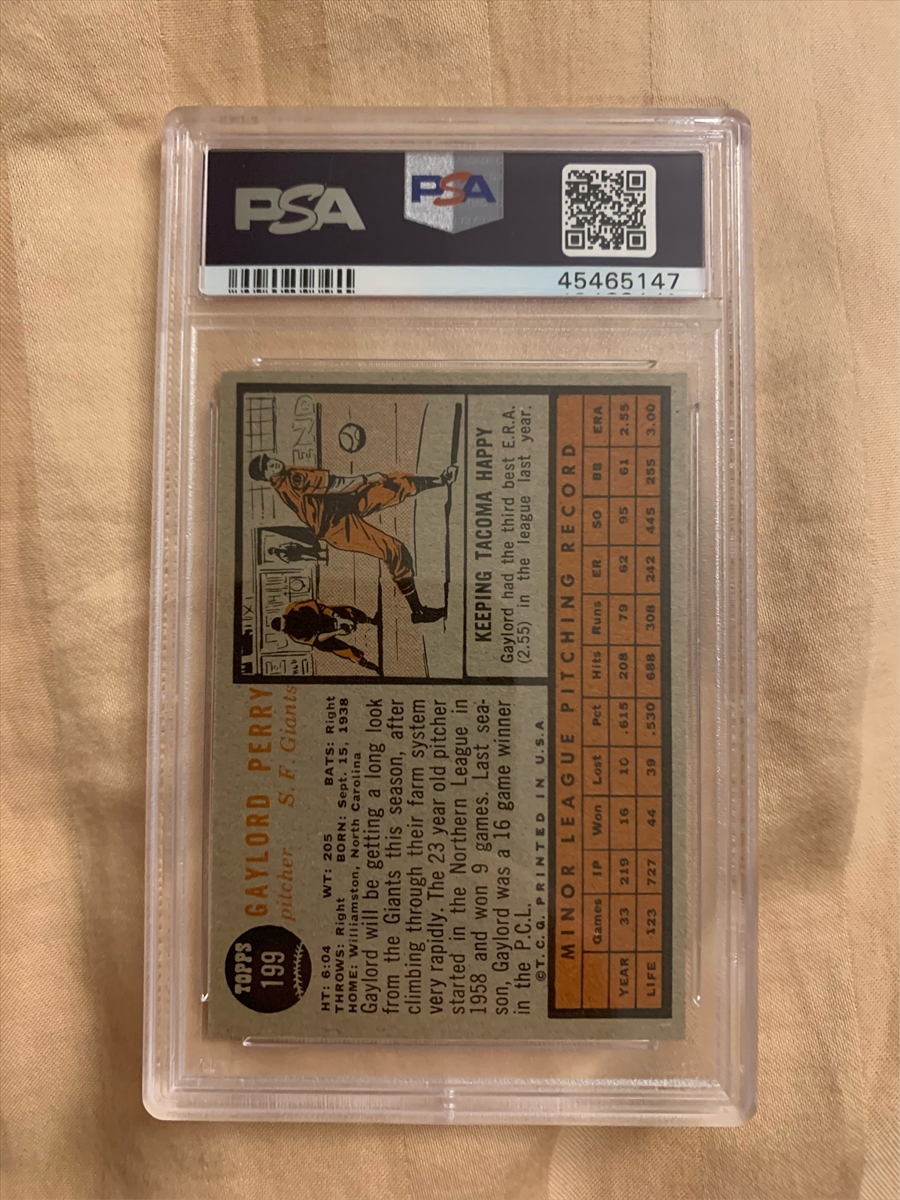 PSA
PSA
45465147
TOPPS
199
GAYLORD PERRY
pitcher S. F. Giants
HT: 6:04 WT: 205 BATS: Right
THROWS: Right BORN: Sept. 15, 1938
HOME: Williamston, North Carolina
Gaylord will be getting a long look
from the Giants this season, after
climbing through their farm system
very rapidly. The 23 year old pitcher
started in the Northern League in
1958 and won 9 games. Last sea-
son, Gaylord was a 16 game winner
in the P.C.L.
END
KEEPING TACOMA HAPPY
Gaylord had the third best E.R.A.
(2.55) in the league last year.
©T. C. G. PRINTED IN U.S.A
MINOR LEAGUE PITCHING RECORD
Games IP Won Lost Pct Hits Runs ER SO BB ERA
YEAR 33 219 16 10 .615 208 79 62 95 61 2.55
LIFE 123 727 44 39 .530 688 308 242 445 255 3.00